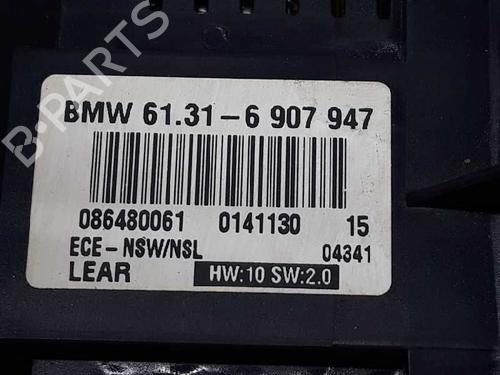 BMW 61.31-6 907 947
086480061 0141130 15
ECE-NSW/NSL 04341
LEAR HW:10 SW:2.0
B-PARTS